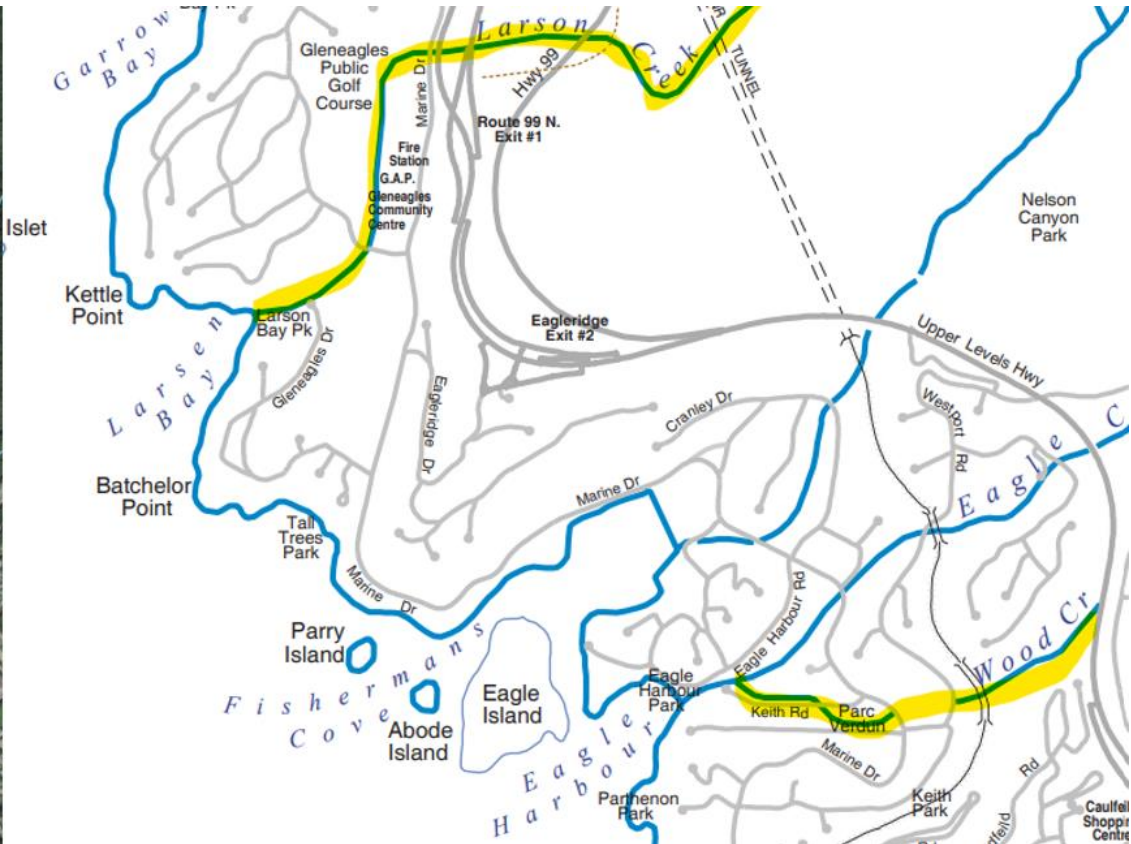 Garrow
Bay
Larson
Creek
Gleneagles
Public
Golf
Course
Marine Dr
Hwy 99
TUNNEL
Route 99 N.
Exit #1
Fire
Station
G.A.P.
Gleneagles
Community
Centre
Nelson
Canyon
Park
Islet
Kettle
Point
Larson
Bay Pk
Larsen
Bay
Gleneagles Dr
Eagleridge
Exit #2
Upper Levels Hwy
Eagleridge Dr
Cranley Dr
Westport Rd
Eagle C
Batchelor
Point
Marine Dr
Tall
Trees
Park
Marine Dr
Parry
Island
Fishermans
Cove
Abode
Island
Eagle
Island
Eagle Harbour Rd
Wood Cr
Eagle
Harbour
Park
Keith Rd
Parc
Verdun
Eagle
Harbour
Marine Dr
Parthenon
Park
Keith
Park
Rd
Caulfeil
Shoppin
Centre